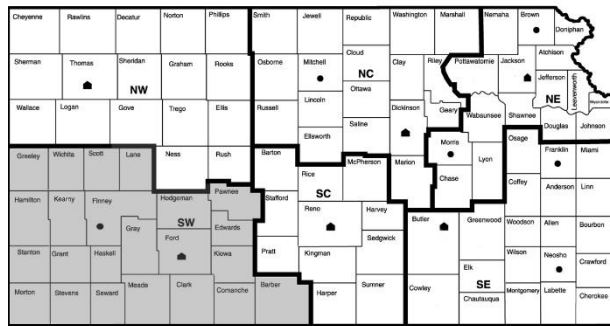 Cheyenne Rawlins Decatur Norton Phillips Smith Jewell Republic Washington Marshall Nemaha Brown Doniphan
Sherman Thomas Sheridan Graham Rooks Osborne Mitchell Cloud Clay Riley Pottawatomie Jackson Atchison
NW NC Jefferson Leavenworth
Ottawa NE
Wallace Logan Gove Trego Ellis Russell Lincoln Dickinson Geary Wabaunsee Shawnee
Saline Douglas Johnson
Ellsworth Morris Osage
Greeley Wichita Scott Lane Ness Rush Barton McPherson Marion Lyon Franklin Miami
Rice Chase
SC Coffey Anderson Linn
Hamilton Kearny Finney Hodgeman Pawnee Stafford
SW Reno Harvey Butler Greenwood Woodson Allen Bourbon
Gray Ford Edwards
Sedgwick
Stanton Grant Haskell Kiowa Pratt Kingman Elk Wilson Neosho Crawford
SE
Morton Stevens Seward Meade Clark Comanche Barber Harper Sumner Cowley Chautauqua Montgomery Labette Cherokee